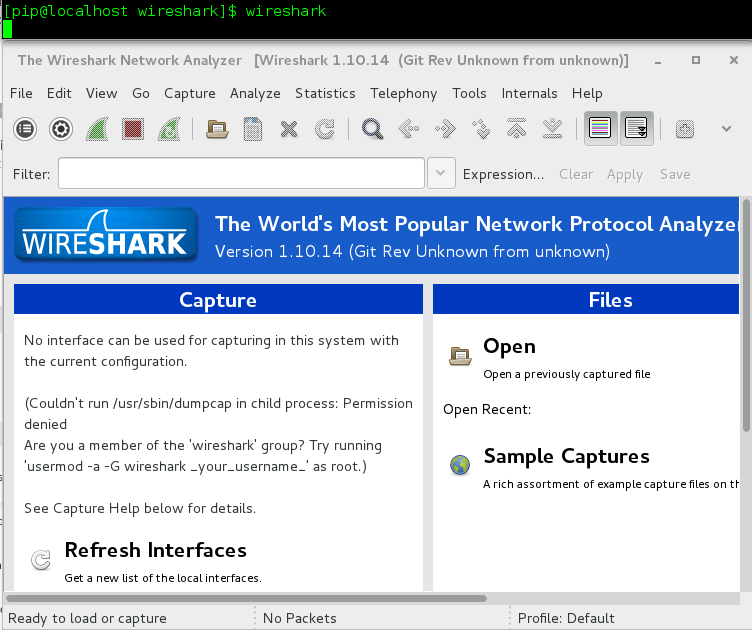 [pip@localhost wireshark]$ wireshark
The Wireshark Network Analyzer   [Wireshark 1.10.14  (Git Rev Unknown from unknown)]
File Edit View Go Capture Analyze Statistics Telephony Tools Internals Help
Filter: Expression... Clear Apply Save
WIRESHARK
The World's Most Popular Network Protocol Analyzer
Version 1.10.14 (Git Rev Unknown from unknown)
Capture
No interface can be used for capturing in this system with
the current configuration.
(Couldn't run /usr/sbin/dumpcap in child process: Permission
denied
Are you a member of the 'wireshark' group? Try running
'usermod -a -G wireshark _your_username_' as root.)
See Capture Help below for details.
Refresh Interfaces
Get a new list of the local interfaces.
Files
Open
Open a previously captured file
Open Recent:
Sample Captures
A rich assortment of example capture files on th
Ready to load or capture
No Packets
Profile: Default